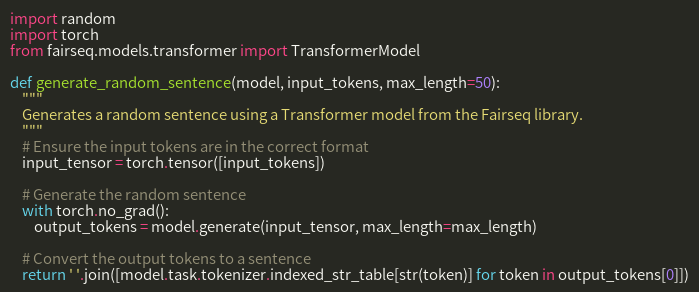 import random
import torch
from fairseq.models.transformer import TransformerModel
def generate_random_sentence(model, input_tokens, max_length=50):
"""
Generates a random sentence using a Transformer model from the Fairseq library.
"""
# Ensure the input tokens are in the correct format
input_tensor = torch.tensor([input_tokens])
# Generate the random sentence
with torch.no_grad():
output_tokens = model.generate(input_tensor, max_length=max_length)
# Convert the output tokens to a sentence
return ' '.join([model.task.tokenizer.indexed_str_table[str(token)] for token in output_tokens[0]])